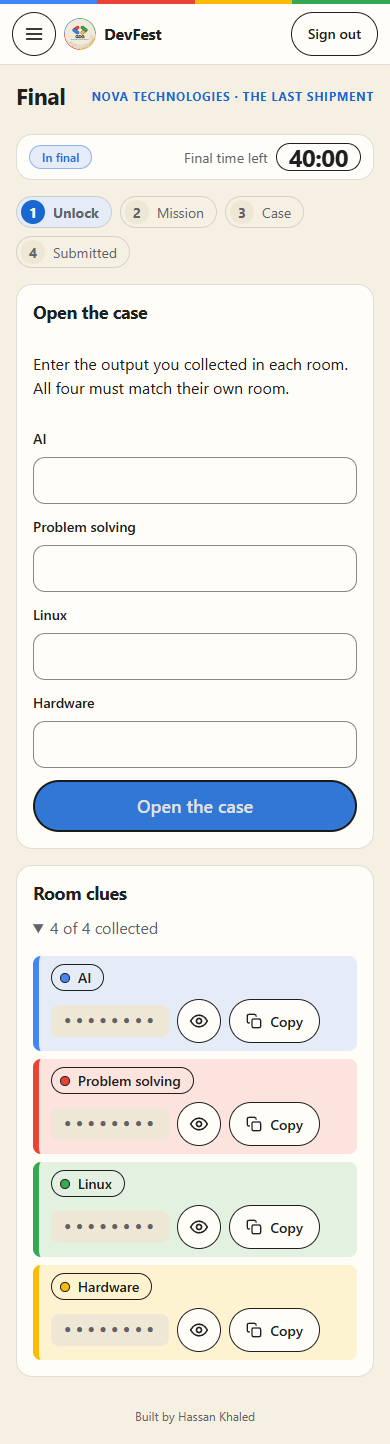 DevFest
Sign out
Final
NOVA TECHNOLOGIES · THE LAST SHIPMENT
In final
Final time left
40:00
1 Unlock
2 Mission
3 Case
4 Submitted
Open the case
Enter the output you collected in each room.
All four must match their own room.
AI
Problem solving
Linux
Hardware
Open the case
Room clues
▼ 4 of 4 collected
AI
•••••••• Copy
Problem solving
•••••••• Copy
Linux
•••••••• Copy
Hardware
•••••••• Copy
Built by Hassan Khaled